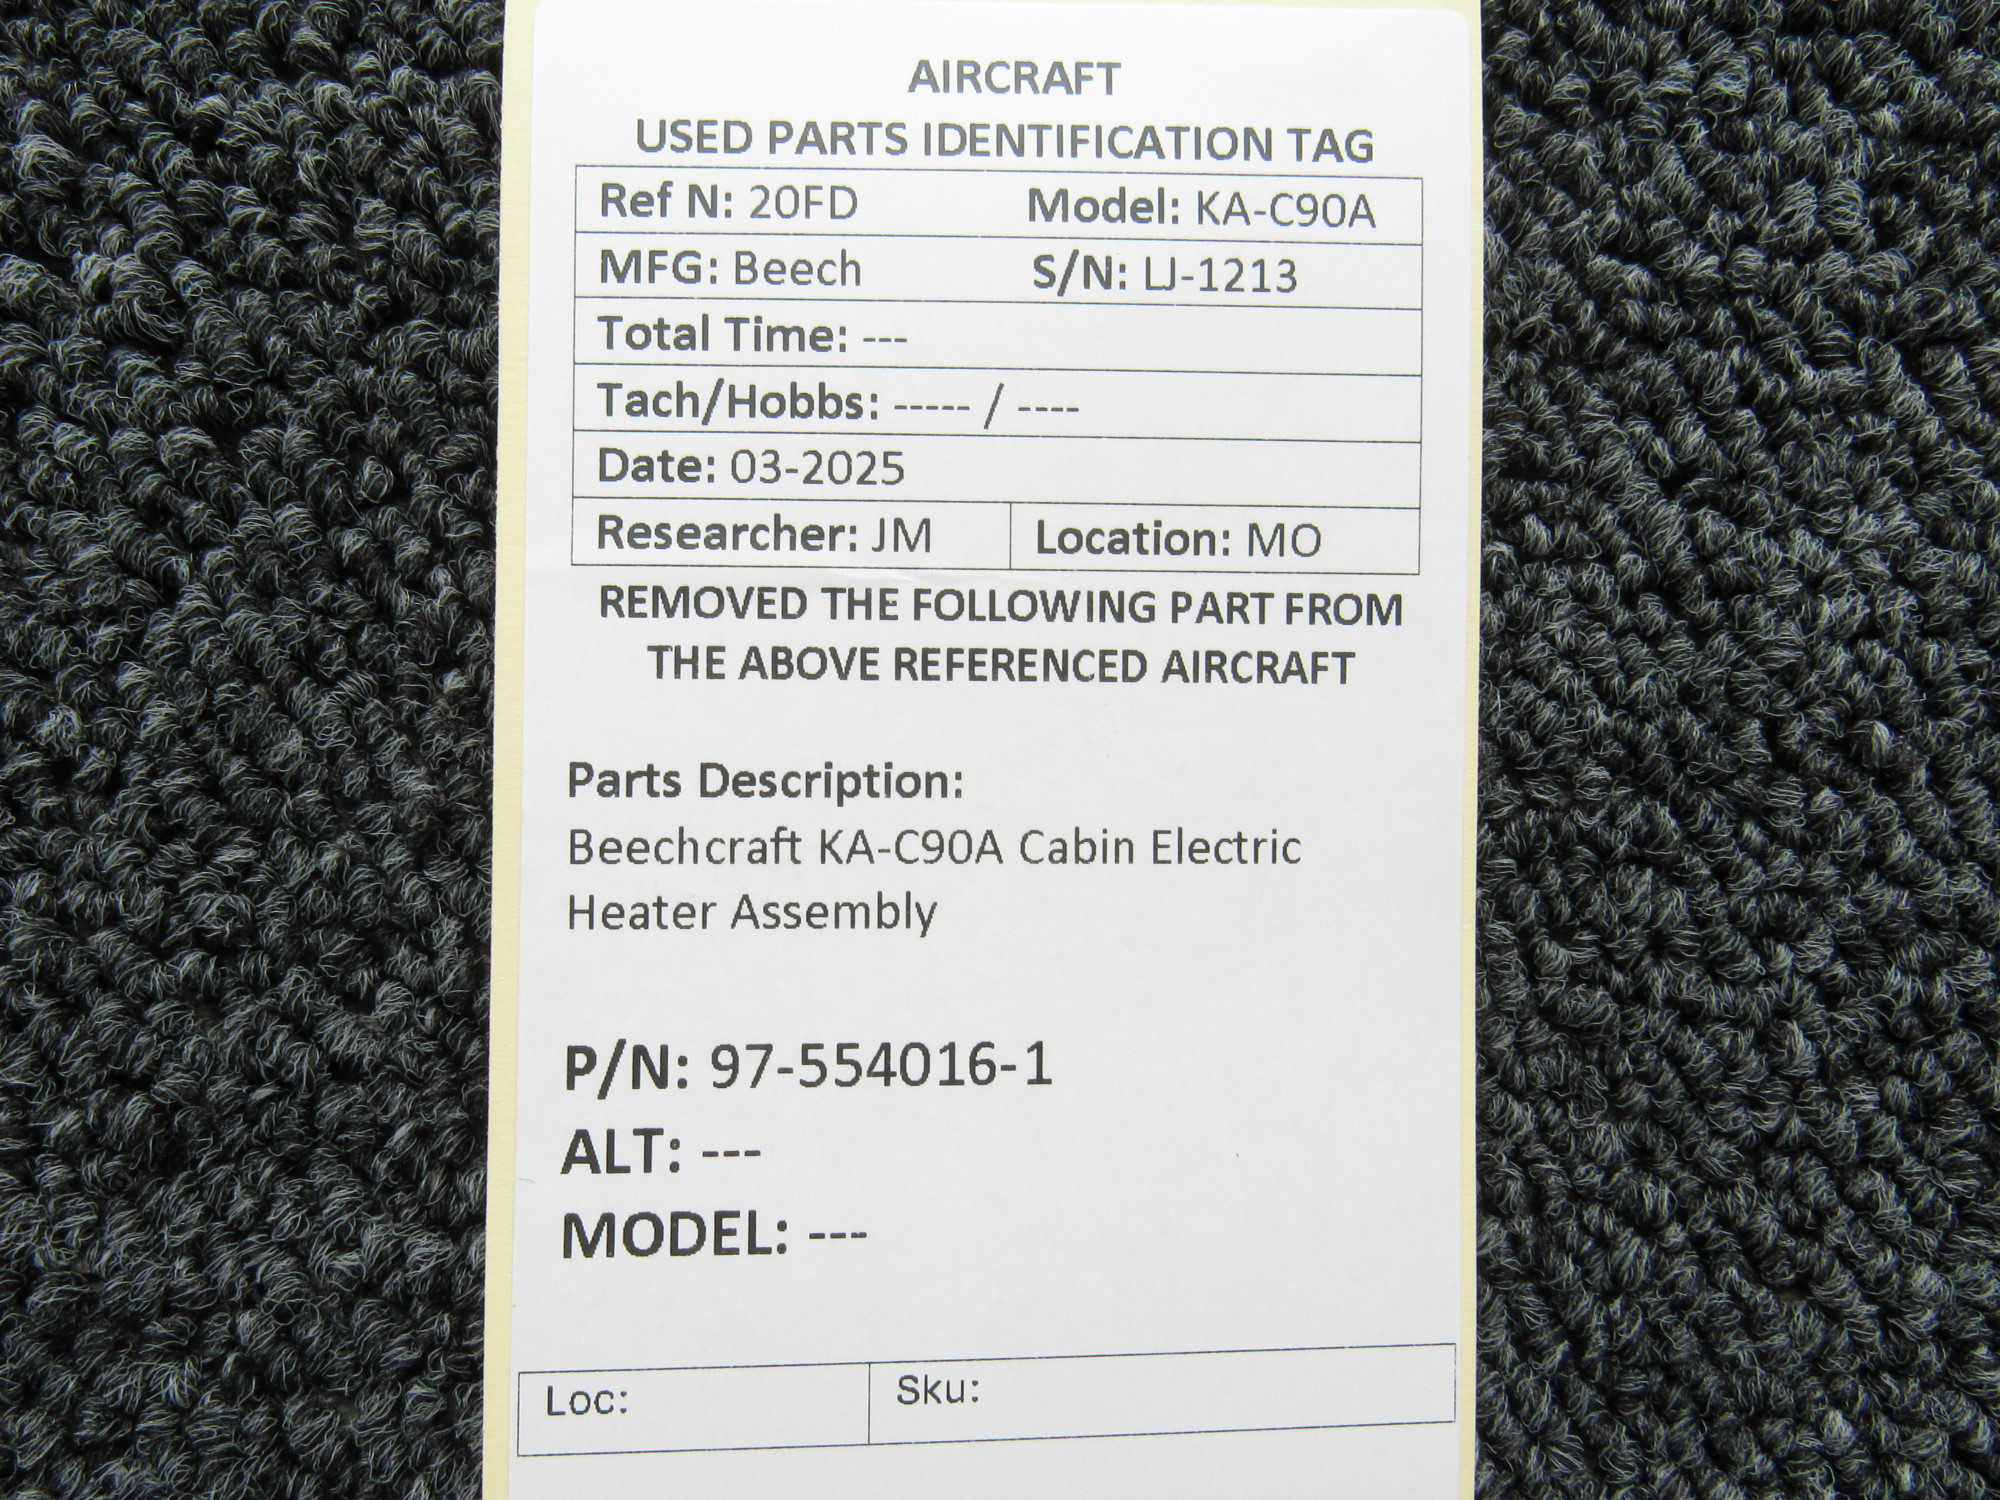 AIRCRAFT
USED PARTS IDENTIFICATION TAG
Ref N: 20FD Model: KA-C90A
MFG: Beech S/N: LJ-1213
Total Time: ---
Tach/Hobbs: ----- / ----
Date: 03-2025
Researcher: JM Location: MO
REMOVED THE FOLLOWING PART FROM
THE ABOVE REFERENCED AIRCRAFT
Parts Description:
Beechcraft KA-C90A Cabin Electric
Heater Assembly
P/N: 97-554016-1
ALT: ---
MODEL: ---
Loc: Sku: